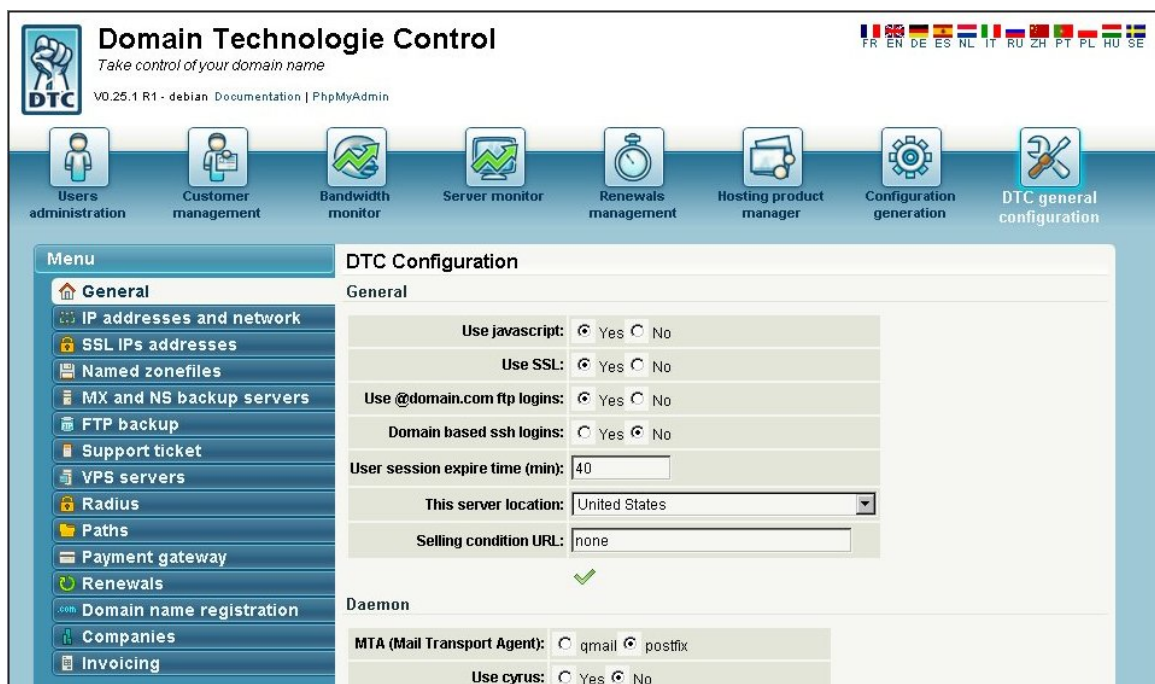 Domain Technologie Control
Take control of your domain name
DTC
V0.25.1 R1 - debian Documentation | PhpMyAdmin
FR EN DE ES NL IT RU ZH PT PL HU SE
Users administration
Customer management
Bandwidth monitor
Server monitor
Renewals management
Hosting product manager
Configuration generation
DTC general configuration
Menu
General
IP addresses and network
SSL IPs addresses
Named zonefiles
MX and NS backup servers
FTP backup
Support ticket
VPS servers
Radius
Paths
Payment gateway
Renewals
.com Domain name registration
Companies
Invoicing
DTC Configuration
General
Use javascript: Yes No
Use SSL: Yes No
Use @domain.com ftp logins: Yes No
Domain based ssh logins: Yes No
User session expire time (min): 40
This server location: United States
Selling condition URL: none
Daemon
MTA (Mail Transport Agent): qmail postfix
Use cyrus: Yes No